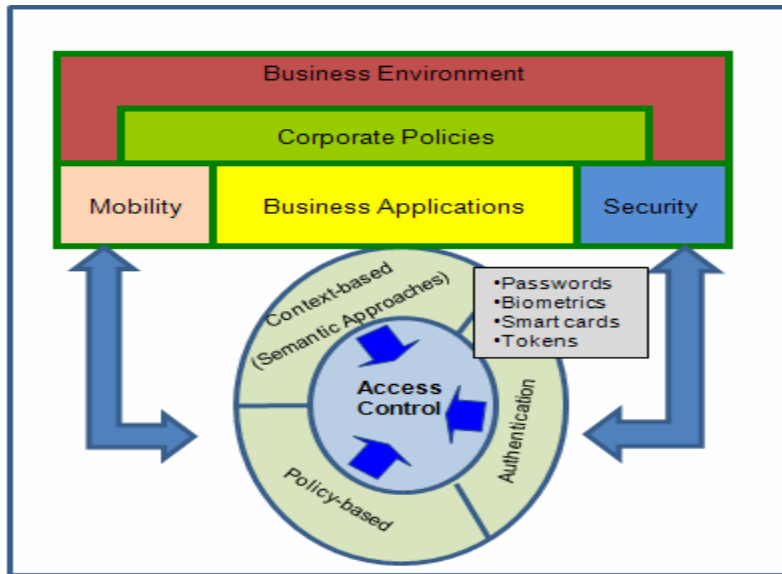 Business Environment
Corporate Policies
Mobility
Business Applications
Security
Context-based
(Semantic Approaches)
•Passwords
•Biometrics
•Smart cards
•Tokens
Access
Control
Authentication
Policy-based